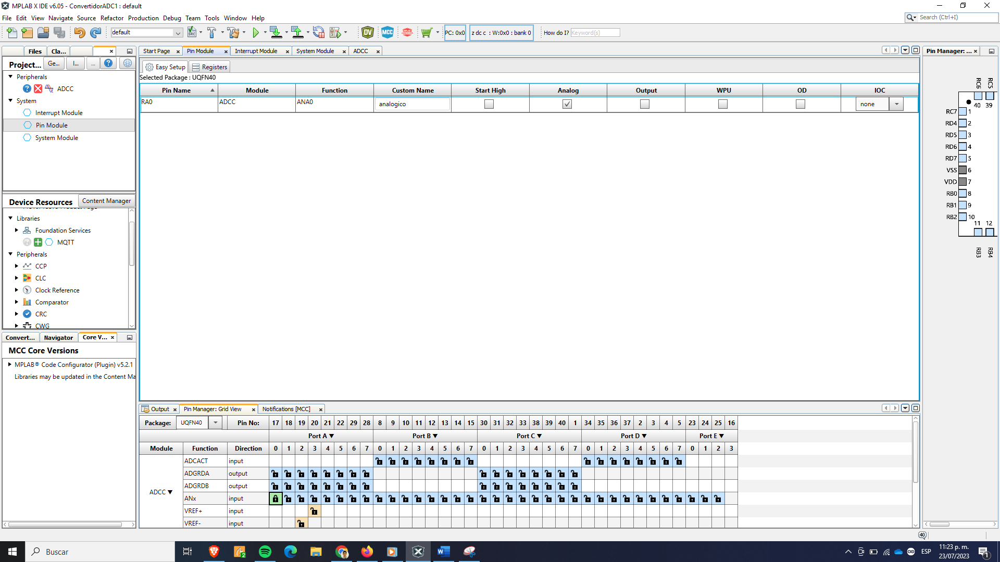 MPLAB X IDE v6.05 - ConvertidorADC1 : default
File Edit View Navigate Source Refactor Production Debug Team Tools Window Help
Search (Ctrl+I)
default
PC: 0x0
z dc c : W:0x0 : bank 0
How do I? Keyword(s)
Files Cla...
Start Page Pin Module Interrupt Module System Module ADCC
Pin Manager: ...
Project... Ge... I... ...
Easy Setup Registers
Selected Package : UQFN40
Peripherals
ADCC
System
Interrupt Module
Pin Module
System Module
Pin Name Module Function Custom Name Start High Analog Output WPU OD IOC
RA0 ADCC ANA0 analogico none
RC6 RC5
40 39
RC7 1
RD4 2
RD5 3
RD6 4
RD7 5
VSS 6
VDD 7
RB0 8
RB1 9
RB2 10
11 12
RB3 RB4
Device Resources Content Manager
Libraries
Foundation Services
MQTT
Peripherals
CCP
CLC
Clock Reference
Comparator
CRC
CWG
Convert... Navigator Core V...
MCC Core Versions
MPLAB® Code Configurator (Plugin) v5.2.1
Libraries may be updated in the Content Ma
Output Pin Manager: Grid View Notifications [MCC]
Package: UQFN40 Pin No: 17 18 19 20 21 22 29 28 8 9 10 11 12 13 14 15 30 31 32 33 38 39 40 1 34 35 36 37 2 3 4 5 23 24 25 16
Port A ▼ Port B ▼ Port C ▼ Port D ▼ Port E ▼
Module Function Direction 0 1 2 3 4 5 6 7 0 1 2 3 4 5 6 7 0 1 2 3 4 5 6 7 0 1 2 3 4 5 6 7 0 1 2 3
ADCC ▼
ADCACT input
ADGRDA output
ADGRDB output
ANx input
VREF+ input
VREF- input
40
Buscar
ESP
11:23 p. m.
23/07/2023
1